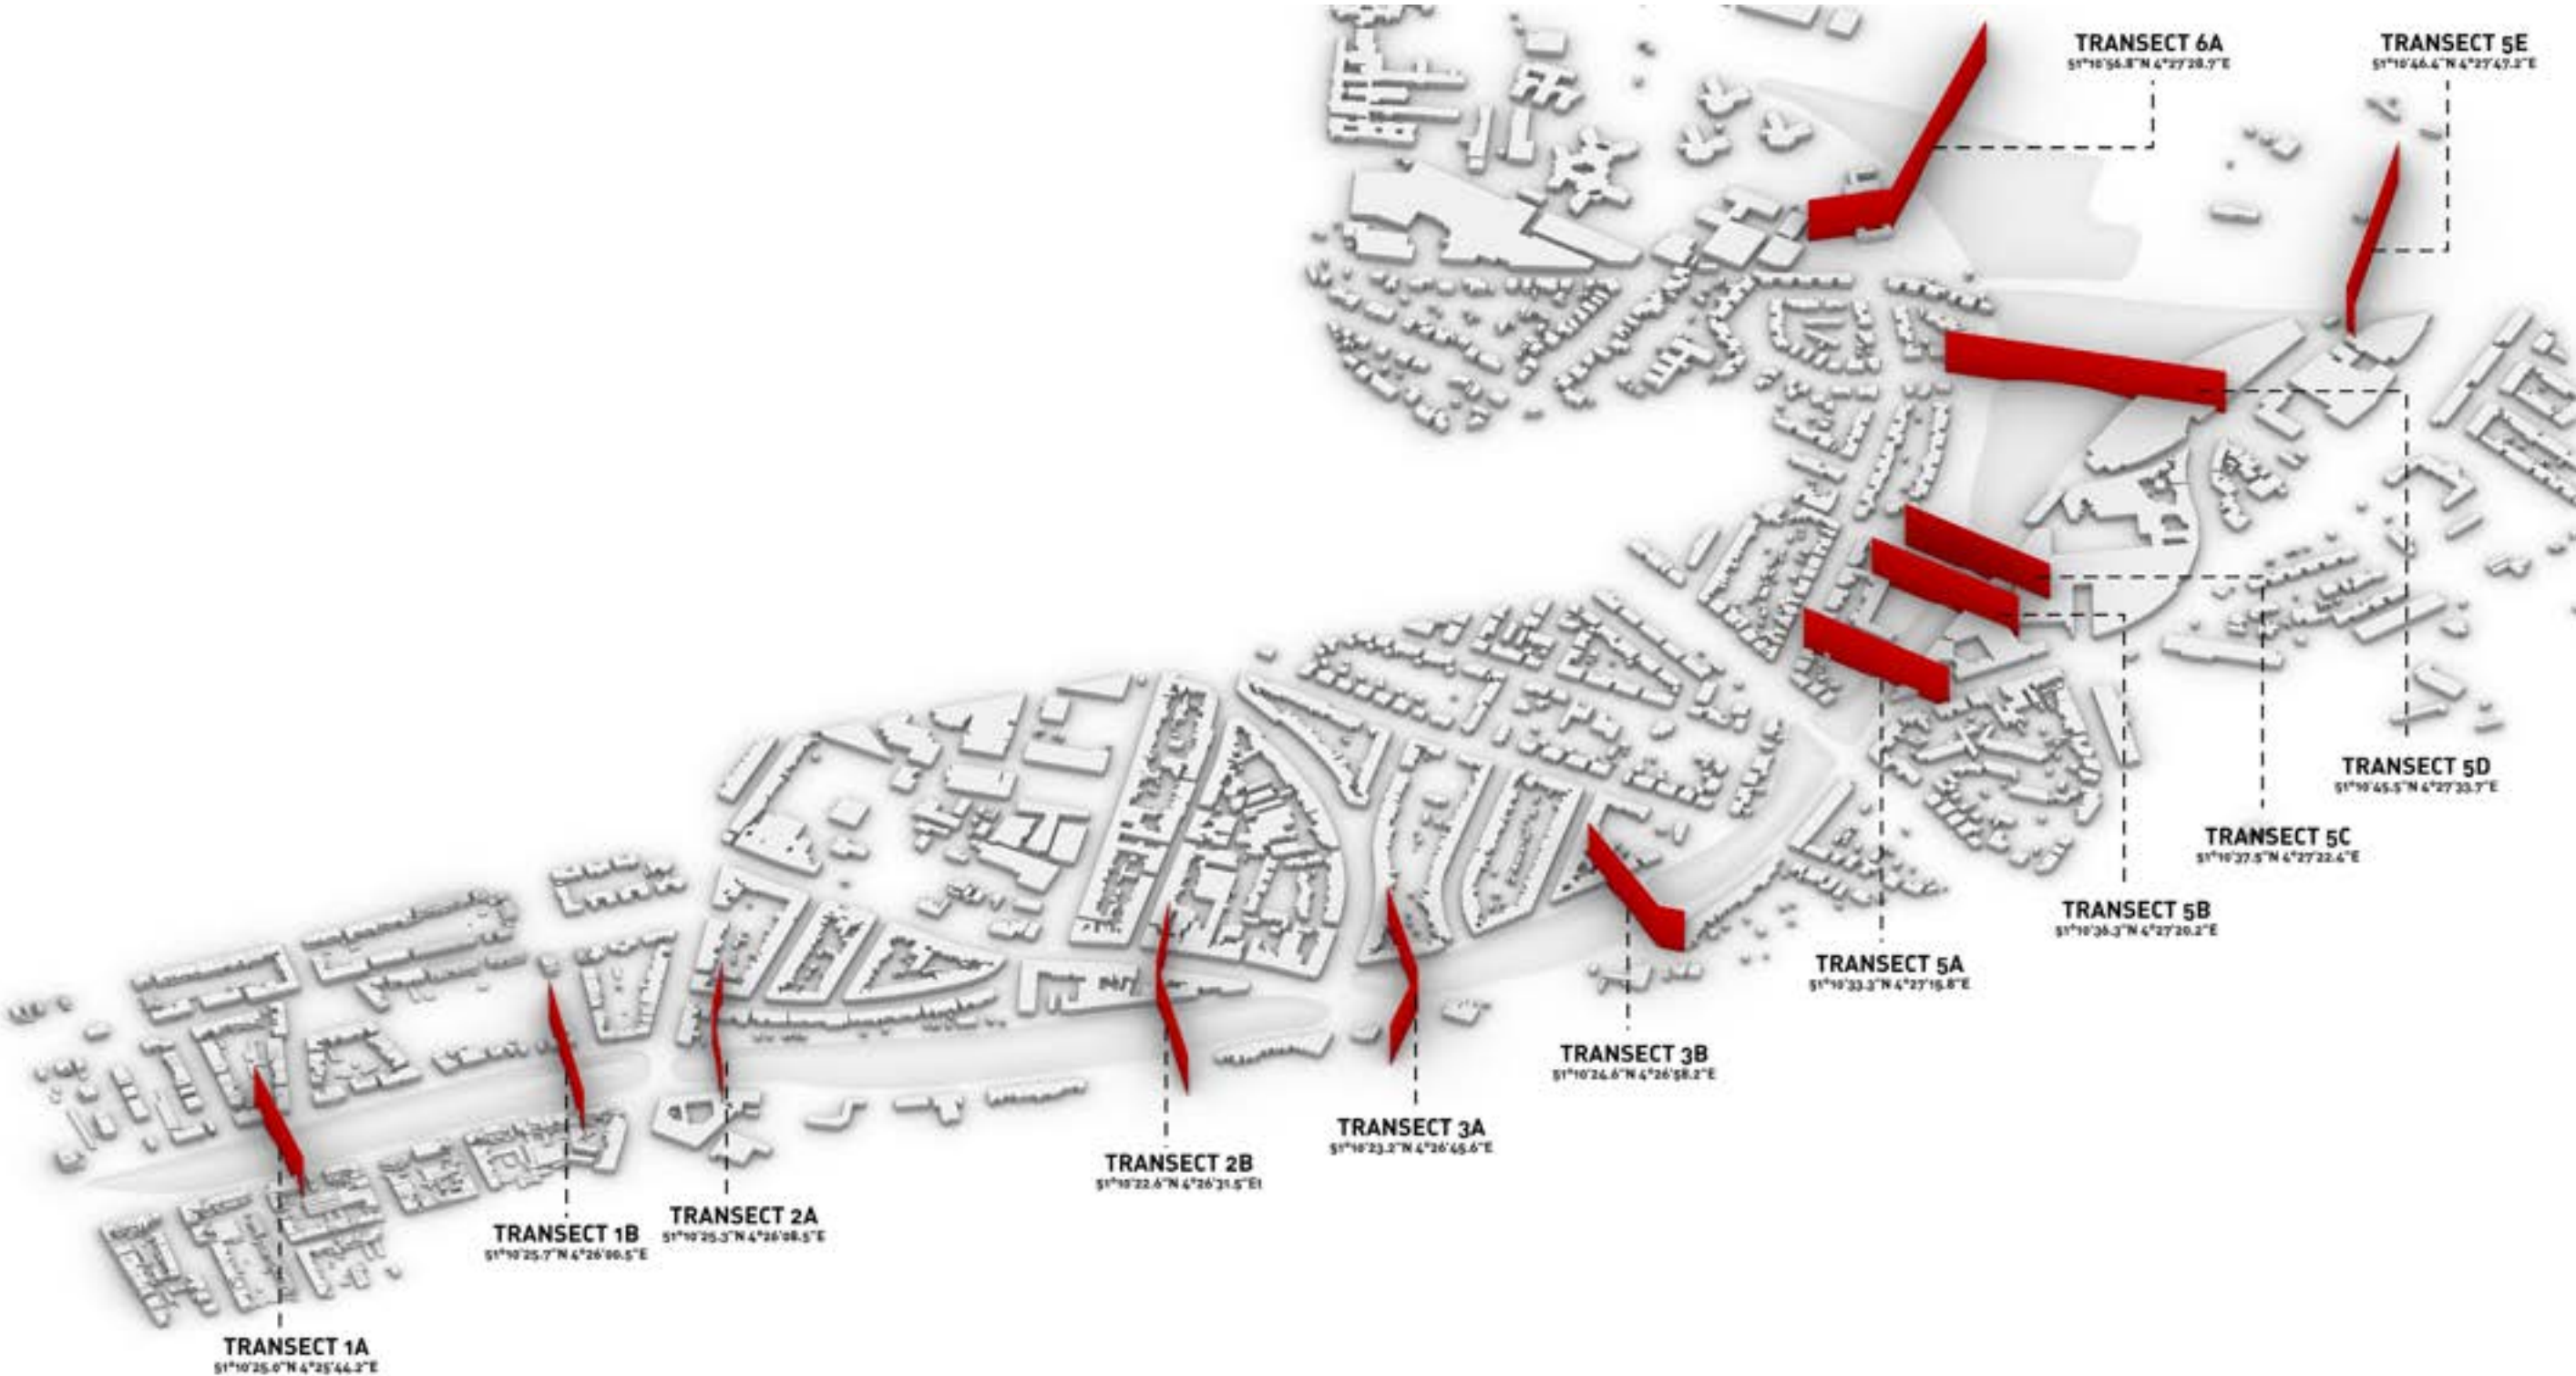 TRANSECT 6A
51°10'56.8"N 4°27'28.7"E
TRANSECT 5E
51°10'46.4"N 4°27'47.2"E
TRANSECT 5D
51°10'45.5"N 4°27'33.7"E
TRANSECT 5C
51°10'37.5"N 4°27'22.4"E
TRANSECT 5B
51°10'36.3"N 4°27'20.2"E
TRANSECT 5A
51°10'33.3"N 4°27'15.8"E
TRANSECT 3B
51°10'24.6"N 4°26'58.2"E
TRANSECT 3A
51°10'23.2"N 4°26'45.6"E
TRANSECT 2B
51°10'22.6"N 4°26'31.5"Et
TRANSECT 2A
51°10'25.3"N 4°26'08.5"E
TRANSECT 1B
51°10'25.7"N 4°26'00.5"E
TRANSECT 1A
51°10'25.0"N 4°25'44.2"E